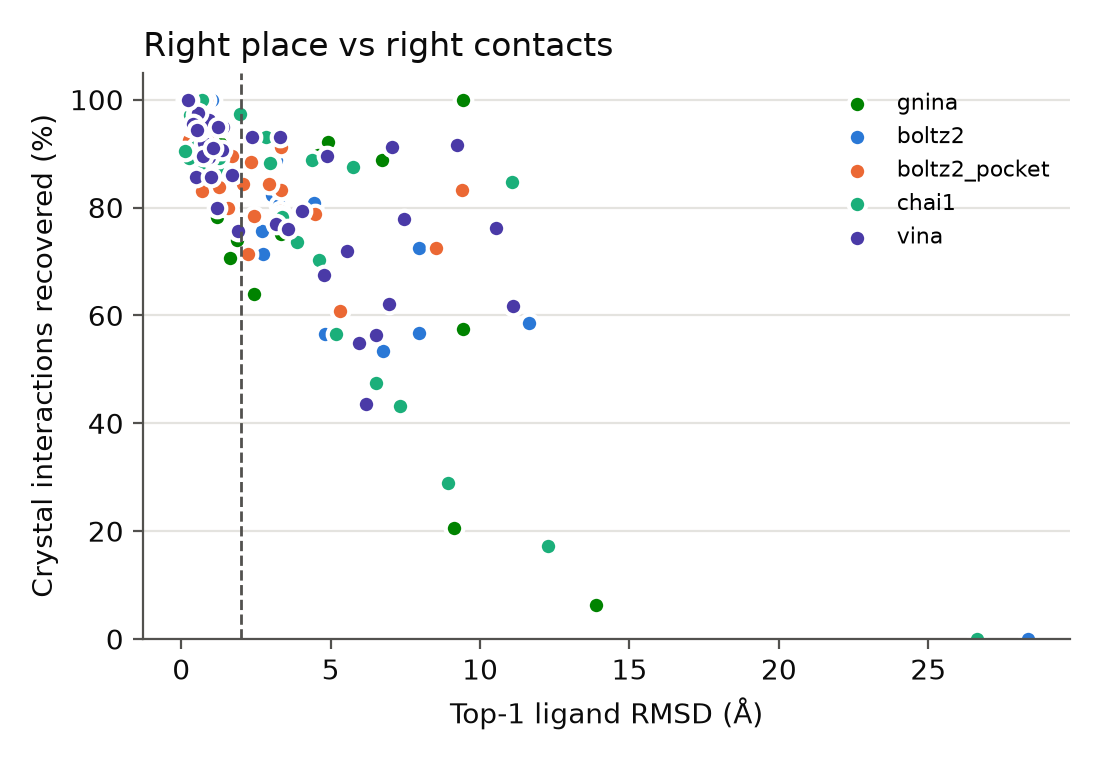 Right place vs right contacts
Crystal interactions recovered (%)
100
80
60
40
20
0
gnina
boltz2
boltz2_pocket
chai1
vina
0 5 10 15 20 25
Top-1 ligand RMSD (Å)